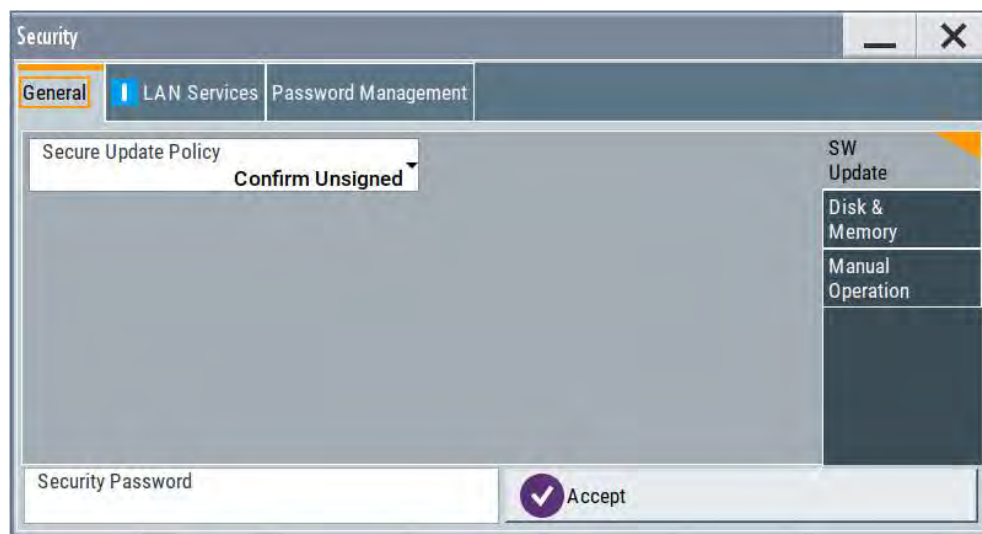 Security
General
LAN Services
Password Management
Secure Update Policy
Confirm Unsigned
SW
Update
Disk &
Memory
Manual
Operation
Security Password
Accept